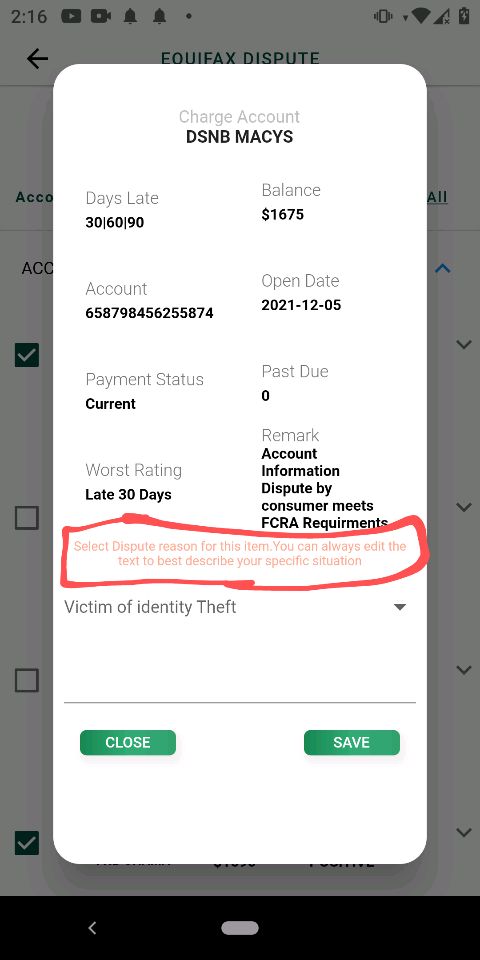 2:16
EQUIFAX DISPUTE
Charge Account
DSNB MACYS
Acco
All
Days Late
30|60|90
Balance
$1675
ACC
Account
658798456255874
Open Date
2021-12-05
Payment Status
Current
Past Due
0
Worst Rating
Late 30 Days
Remark
Account
Information
Dispute by
consumer meets
FCRA Requirments
Select Dispute reason for this item.You can always edit the
text to best describe your specific situation
Victim of identity Theft
CLOSE
SAVE